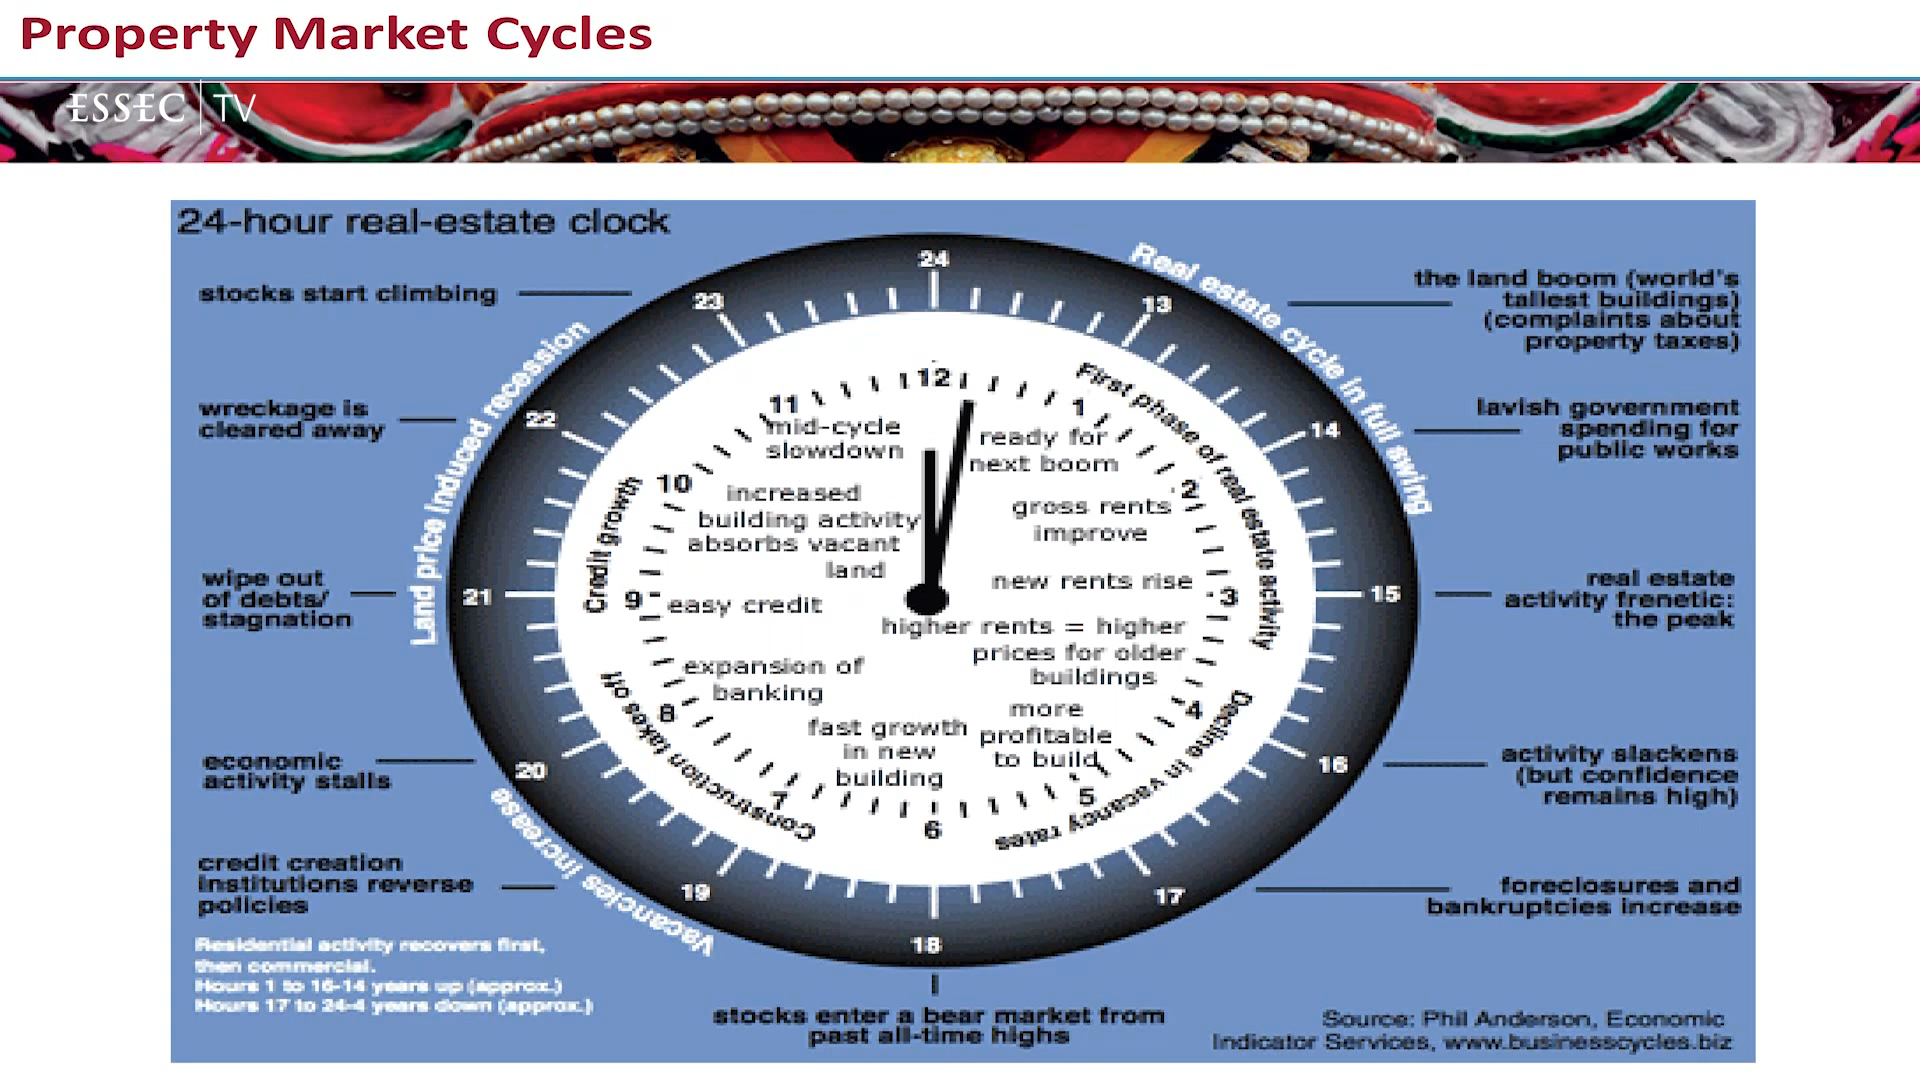 Property Market Cycles
ESSEC TV
24-hour real-estate clock
stocks start climbing
wreckage is
cleared away
wipe out
of debts/
stagnation
economic
activity stalls
credit creation
institutions reverse
policies
Residential activity recovers first,
then commercial.
Hours 1 to 16-14 years up (approx.)
Hours 17 to 24-4 years down (approx.)
Land price induced recession
Vacancies increase
Real estate cycle in full swing
24
13
14
15
16
17
18
19
20
21
22
23
First phase of real estate activity
Decline in vacancy rates
Construction takes off
Credit growth
12
1
2
3
4
5
6
7
8
9
10
11
ready for
next boom
gross rents
improve
new rents rise
higher rents = higher
prices for older
buildings
more
profitable
to build
fast growth
in new
building
expansion of
banking
easy credit
increased
building activity
absorbs vacant
land
mid-cycle
slowdown
the land boom (world's
tallest buildings)
(complaints about
property taxes)
lavish government
spending for
public works
real estate
activity frenetic:
the peak
activity slackens
(but confidence
remains high)
foreclosures and
bankruptcies increase
stocks enter a bear market from
past all-time highs
Source: Phil Anderson, Economic
Indicator Services, www.businesscycles.biz